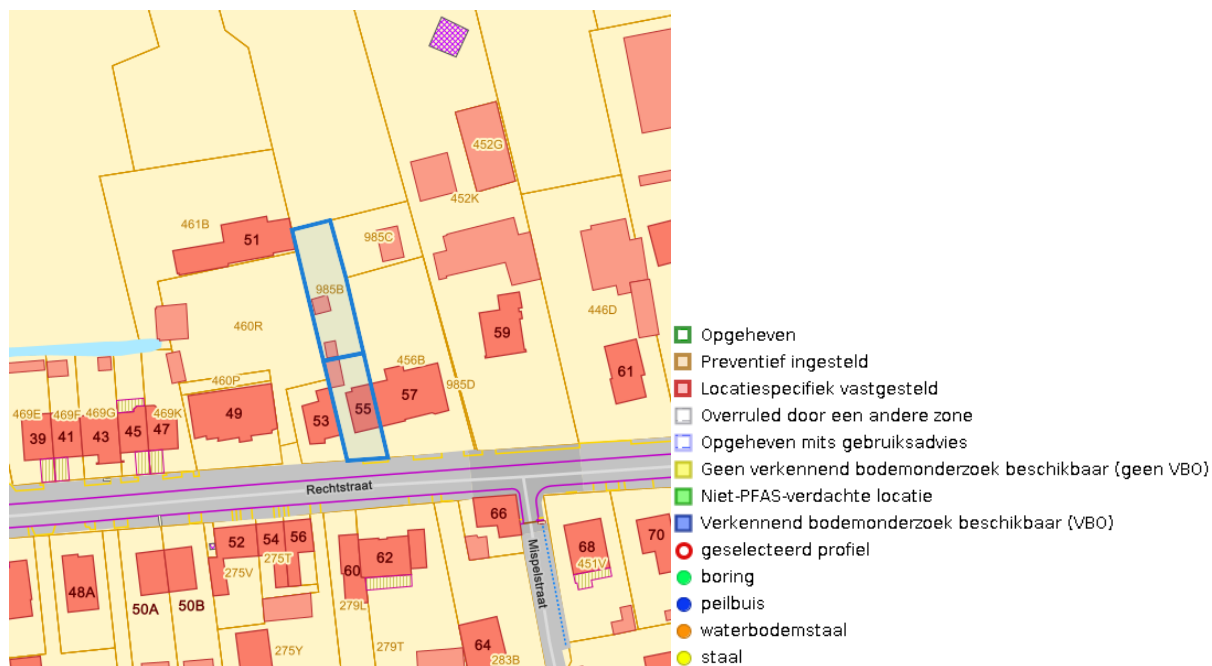 452G
452K
461B
51
985C
985B
460R
59
446D
456B
985D
61
460P
57
469E
469F
469G
469K
49
53
55
39
41
43
45
47
Rechtstraat
66
52
54
56
275V
275T
60
62
68
70
451V
Mispelstraat
48A
50A
50B
279L
275Y
279T
64
283B
Opgeheven
Preventief ingesteld
Locatiespecifiek vastgesteld
Overruled door een andere zone
Opgeheven mits gebruiksadvies
Geen verkennend bodemonderzoek beschikbaar (geen VBO)
Niet-PFAS-verdachte locatie
Verkennend bodemonderzoek beschikbaar (VBO)
geselecteerd profiel
boring
peilbuis
waterbodemstaal
staal